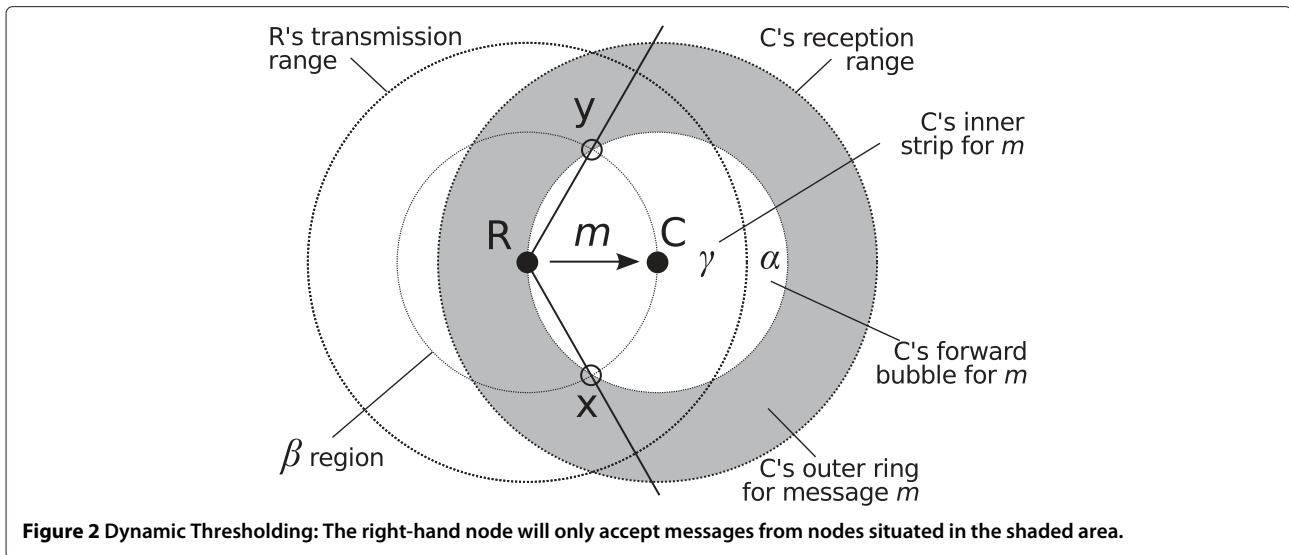 R's transmission
range
C's reception
range
C's inner
strip for m
y
R
m
C
γ
α
C's forward
bubble for m
x
β region
C's outer ring
for message m
Figure 2 Dynamic Thresholding: The right-hand node will only accept messages from nodes situated in the shaded area.